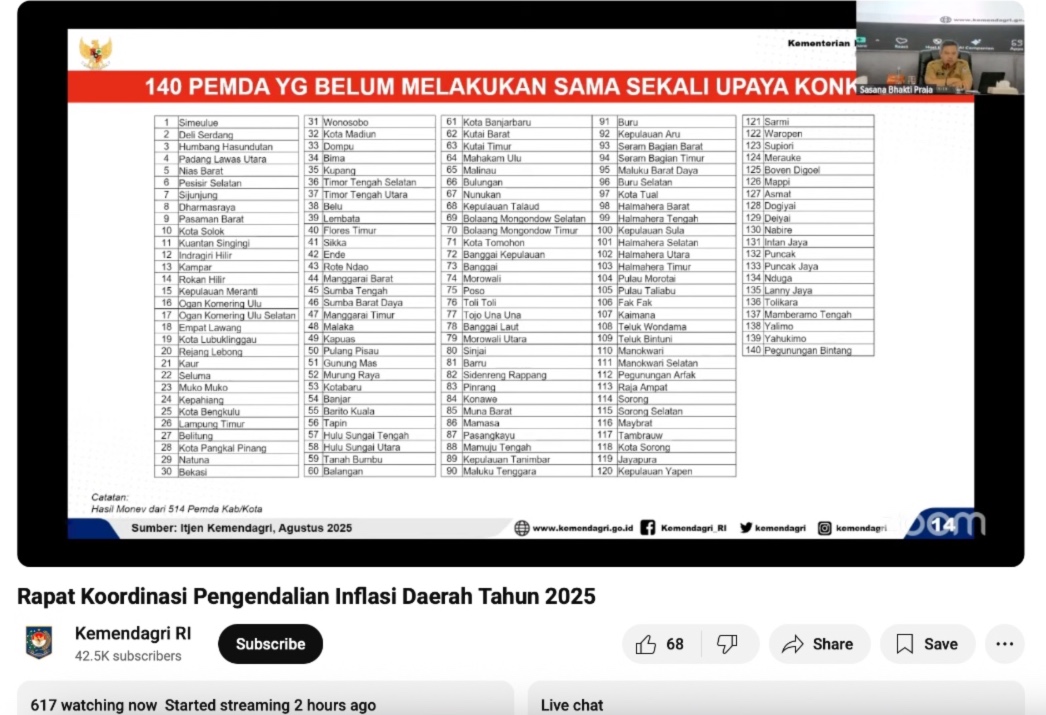 Kementerian
www.kemendagri.go
Sasana Bhakti Praja
140 PEMDA YG BELUM MELAKUKAN SAMA SEKALI UPAYA KONK
1 Simeulue
2 Deli Serdang
3 Humbang Hasundutan
4 Padang Lawas Utara
5 Nias Barat
6 Pesisir Selatan
7 Sijunjung
8 Dharmasraya
9 Pasaman Barat
10 Kota Solok
11 Kuantan Singingi
12 Indragiri Hilir
13 Kampar
14 Rokan Hilir
15 Kepulauan Meranti
16 Ogan Komering Ulu
17 Ogan Komering Ulu Selatan
18 Empat Lawang
19 Kota Lubuklinggau
20 Rejang Lebong
21 Kaur
22 Seluma
23 Muko Muko
24 Kepahiang
25 Kota Bengkulu
26 Lampung Timur
27 Belitung
28 Kota Pangkal Pinang
29 Natuna
30 Bekasi
31 Wonosobo
32 Kota Madiun
33 Dompu
34 Bima
35 Kupang
36 Timor Tengah Selatan
37 Timor Tengah Utara
38 Belu
39 Lembata
40 Flores Timur
41 Sikka
42 Ende
43 Rote Ndao
44 Manggarai Barat
45 Sumba Tengah
46 Sumba Barat Daya
47 Manggarai Timur
48 Malaka
49 Kapuas
50 Pulang Pisau
51 Gunung Mas
52 Murung Raya
53 Kotabaru
54 Banjar
55 Barito Kuala
56 Tapin
57 Hulu Sungai Tengah
58 Hulu Sungai Utara
59 Tanah Bumbu
60 Balangan
61 Kota Banjarbaru
62 Kutai Barat
63 Kutai Timur
64 Mahakam Ulu
65 Malinau
66 Bulungan
67 Nunukan
68 Kepulauan Talaud
69 Bolaang Mongondow Selatan
70 Bolaang Mongondow Timur
71 Kota Tomohon
72 Banggai Kepulauan
73 Banggai
74 Morowali
75 Poso
76 Toli Toli
77 Tojo Una Una
78 Banggai Laut
79 Morowali Utara
80 Sinjai
81 Barru
82 Sidenreng Rappang
83 Pinrang
84 Konawe
85 Muna Barat
86 Mamasa
87 Pasangkayu
88 Mamuju Tengah
89 Kepulauan Tanimbar
90 Maluku Tenggara
91 Buru
92 Kepulauan Aru
93 Seram Bagian Barat
94 Seram Bagian Timur
95 Maluku Barat Daya
96 Buru Selatan
97 Kota Tual
98 Halmahera Barat
99 Halmahera Tengah
100 Kepulauan Sula
101 Halmahera Selatan
102 Halmahera Utara
103 Halmahera Timur
104 Pulau Morotai
105 Pulau Taliabu
106 Fak Fak
107 Kaimana
108 Teluk Wondama
109 Teluk Bintuni
110 Manokwari
111 Manokwari Selatan
112 Pegunungan Arfak
113 Raja Ampat
114 Sorong
115 Sorong Selatan
116 Maybrat
117 Tambrauw
118 Kota Sorong
119 Jayapura
120 Kepulauan Yapen
121 Sarmi
122 Waropen
123 Supiori
124 Merauke
125 Boven Digoel
126 Mappi
127 Asmat
128 Dogiyai
129 Deiyai
130 Nabire
131 Intan Jaya
132 Puncak
133 Puncak Jaya
134 Nduga
135 Lanny Jaya
136 Tolikara
137 Mamberamo Tengah
138 Yalimo
139 Yahukimo
140 Pegunungan Bintang
Catatan:
Hasil Monev dari 514 Pemda Kab/Kota
Sumber: Itjen Kemendagri, Agustus 2025
www.kemendagri.go.id Kemendagri_RI kemendagri kemendagri
zoom
14
Rapat Koordinasi Pengendalian Inflasi Daerah Tahun 2025
Kemendagri RI
42.5K subscribers
Subscribe
68
Share
Save
617 watching now Started streaming 2 hours ago
Live chat